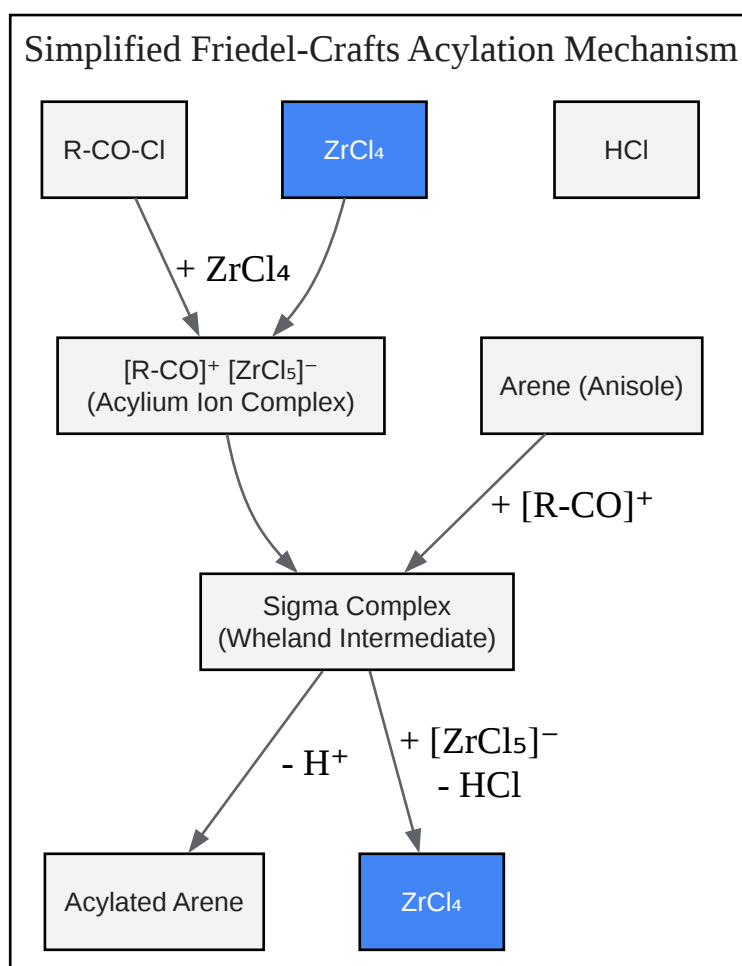 Simplified Friedel-Crafts Acylation Mechanism
R-CO-Cl
ZrCl₄
HCl
+ ZrCl₄
[R-CO]⁺ [ZrCl₅]⁻
(Acylium Ion Complex)
Arene (Anisole)
+ [R-CO]⁺
Sigma Complex
(Wheland Intermediate)
- H⁺
+ [ZrCl₅]⁻
- HCl
Acylated Arene
ZrCl₄